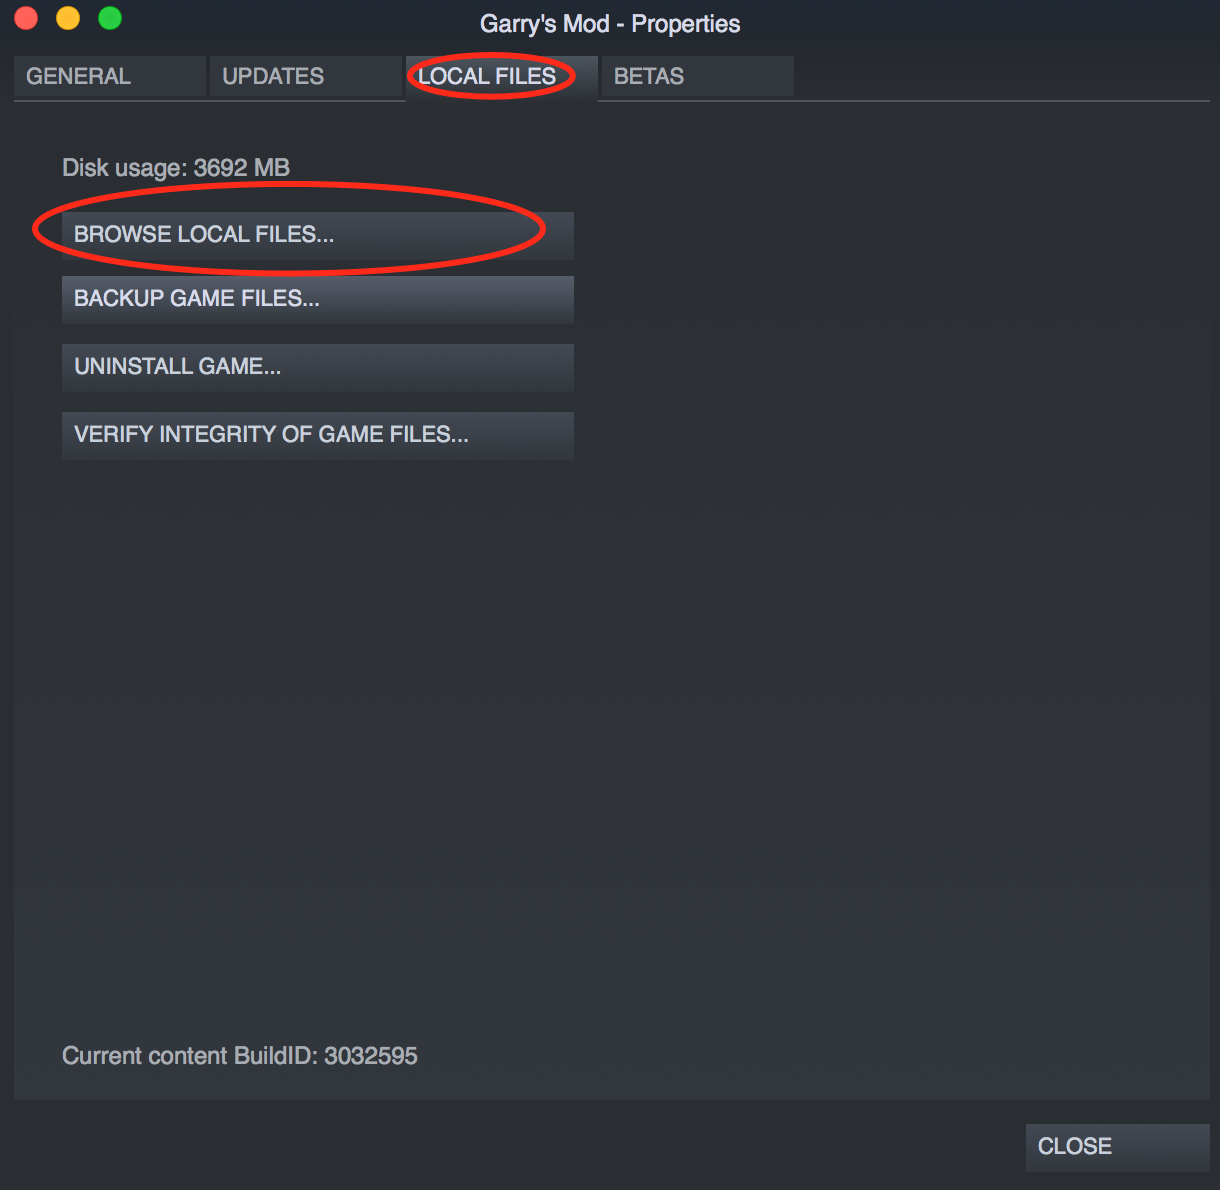 Garry's Mod - Properties
GENERAL UPDATES LOCAL FILES BETAS
Disk usage: 3692 MB
BROWSE LOCAL FILES...
BACKUP GAME FILES...
UNINSTALL GAME...
VERIFY INTEGRITY OF GAME FILES...
Current content BuildID: 3032595
CLOSE